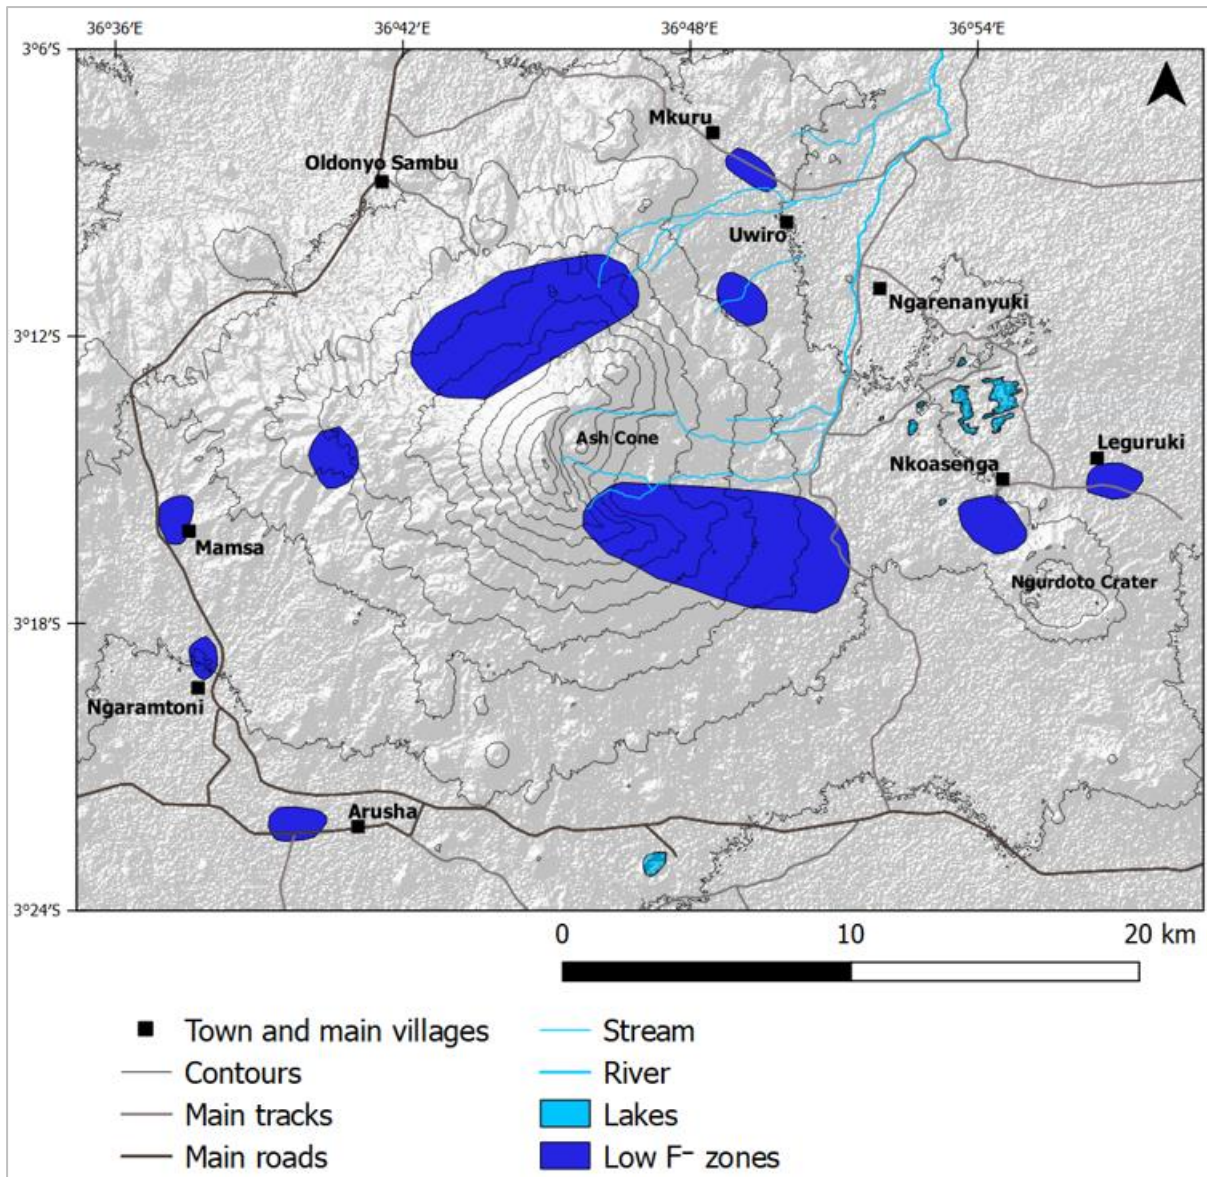 36°36′E 36°42′E 36°48′E 36°54′E
3°6′S
Mkuru
Oldonyo Sambu
Uwiro
Ngarenanyuki
3°12′S
Ash Cone
Leguruki
Nkoasenga
Mamsa
Ngurdoto Crater
3°18′S
Ngaramtoni
Arusha
3°24′S
0 10 20 km
Town and main villages
Contours
Main tracks
Main roads
Stream
River
Lakes
Low F⁻ zones